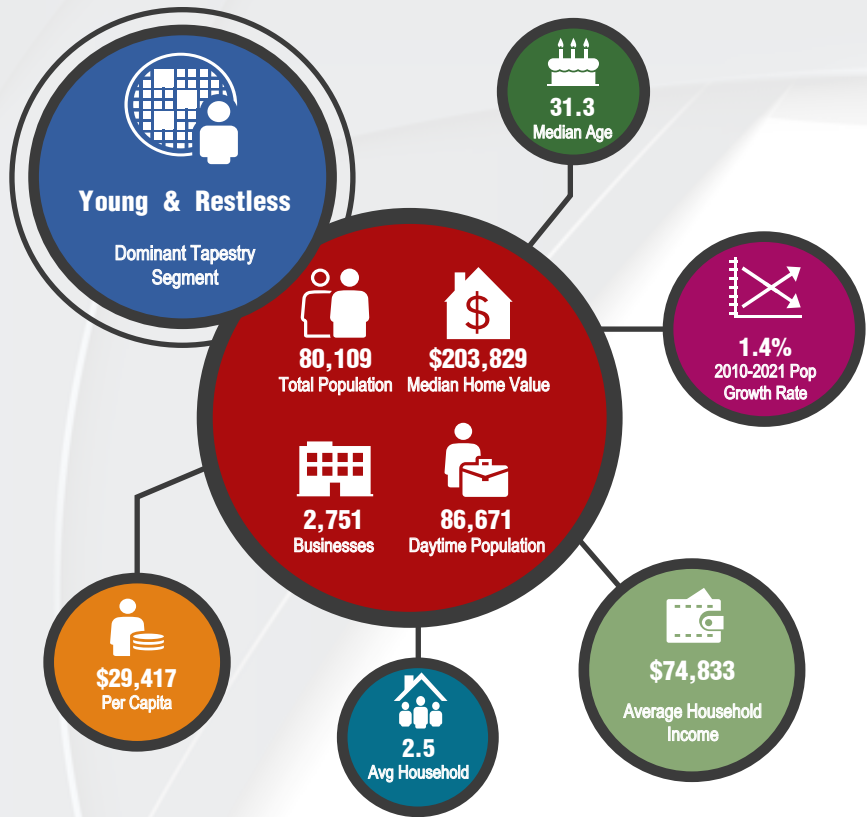 Young & Restless
Dominant Tapestry
Segment
31.3
Median Age
80,109
Total Population
$
$203,829
Median Home Value
1.4%
2010-2021 Pop
Growth Rate
2,751
Businesses
86,671
Daytime Population
$29,417
Per Capita
2.5
Avg Household
$74,833
Average Household
Income